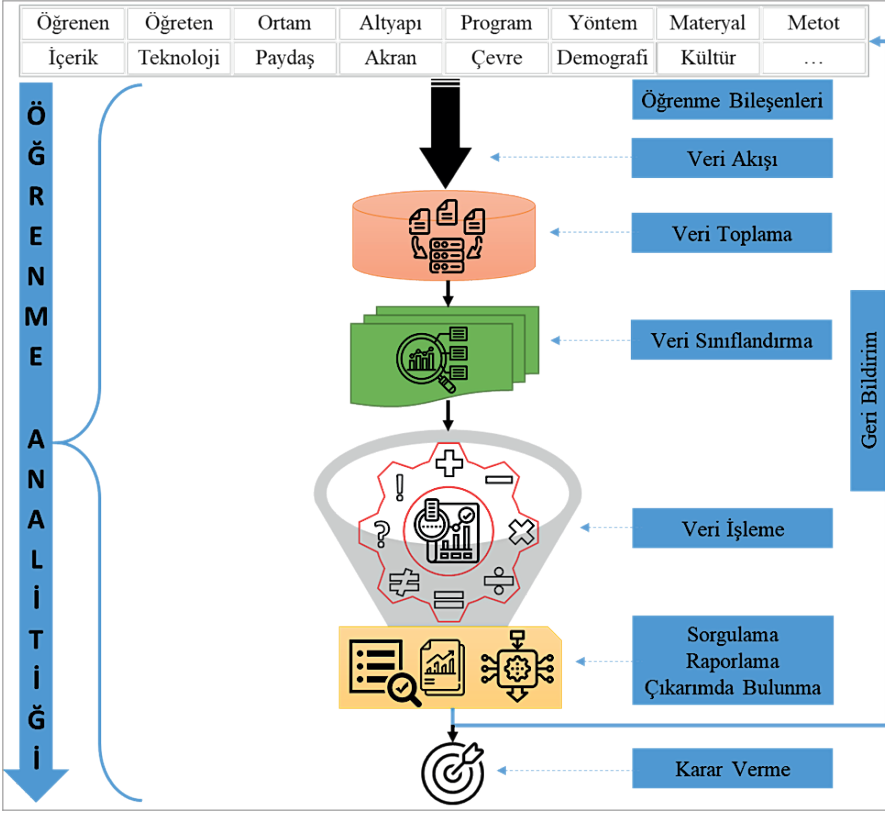 Öğrenen Öğreten Ortam Altyapı Program Yöntem Materyal Metot
İçerik Teknoloji Paydaş Akran Çevre Demografi Kültür …
ÖĞRENME ANALİTİĞİ
Öğrenme Bileşenleri
Veri Akışı
Veri Toplama
Veri Sınıflandırma
Geri Bildirim
Veri İşleme
Sorgulama
Raporlama
Çıkarımda Bulunma
Karar Verme